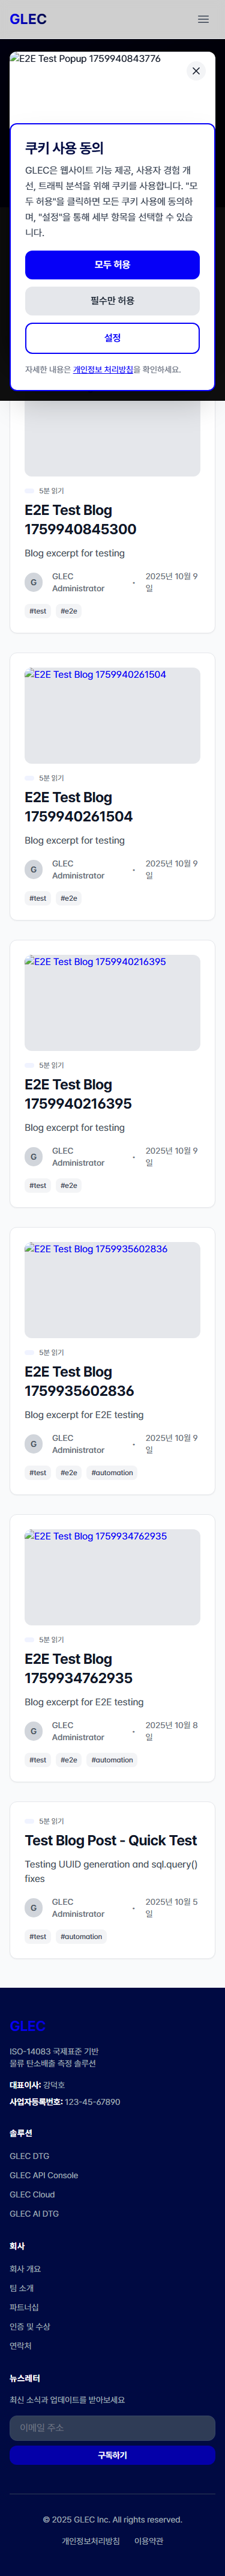 GLEC
E2E Test Popup 1759940843776
쿠키 사용 동의
GLEC은 웹사이트 기능 제공, 사용자 경험 개
선, 트래픽 분석을 위해 쿠키를 사용합니다. "모
두 허용"을 클릭하면 모든 쿠키 사용에 동의하
며, "설정"을 통해 세부 항목을 선택할 수 있습니
다.
모두 허용
필수만 허용
설정
자세한 내용은 개인정보 처리방침을 확인하세요.
5분 읽기
E2E Test Blog
1759940845300
Blog excerpt for testing
G
GLEC
Administrator
•
2025년 10월 9
일
#test #e2e
E2E Test Blog 1759940261504
5분 읽기
E2E Test Blog
1759940261504
Blog excerpt for testing
G
GLEC
Administrator
•
2025년 10월 9
일
#test #e2e
E2E Test Blog 1759940216395
5분 읽기
E2E Test Blog
1759940216395
Blog excerpt for testing
G
GLEC
Administrator
•
2025년 10월 9
일
#test #e2e
E2E Test Blog 1759935602836
5분 읽기
E2E Test Blog
1759935602836
Blog excerpt for E2E testing
G
GLEC
Administrator
•
2025년 10월 9
일
#test #e2e #automation
E2E Test Blog 1759934762935
5분 읽기
E2E Test Blog
1759934762935
Blog excerpt for E2E testing
G
GLEC
Administrator
•
2025년 10월 8
일
#test #e2e #automation
5분 읽기
Test Blog Post - Quick Test
Testing UUID generation and sql.query()
fixes
G
GLEC
Administrator
•
2025년 10월 5
일
#test #automation
GLEC
ISO-14083 국제표준 기반
물류 탄소배출 측정 솔루션
대표이사: 강덕호
사업자등록번호: 123-45-67890
솔루션
GLEC DTG
GLEC API Console
GLEC Cloud
GLEC AI DTG
회사
회사 개요
팀 소개
파트너십
인증 및 수상
연락처
뉴스레터
최신 소식과 업데이트를 받아보세요
이메일 주소
구독하기
© 2025 GLEC Inc. All rights reserved.
개인정보처리방침 이용약관